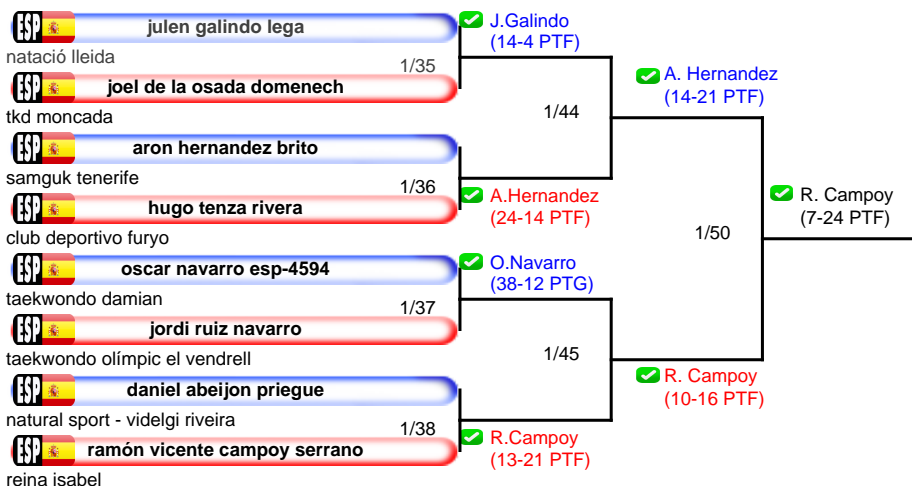 ESP julen galindo lega
natació lleida
1/35
ESP joel de la osada domenech
tkd moncada
ESP aron hernandez brito
samguk tenerife
1/36
ESP hugo tenza rivera
club deportivo furyo
ESP oscar navarro esp-4594
taekwondo damian
1/37
ESP jordi ruiz navarro
taekwondo olímpic el vendrell
ESP daniel abeijon priegue
natural sport - videlgi riveira
1/38
ESP ramón vicente campoy serrano
reina isabel
J.Galindo
(14-4 PTF)
1/44
A.Hernandez
(24-14 PTF)
O.Navarro
(38-12 PTG)
1/45
R.Campoy
(13-21 PTF)
A. Hernandez
(14-21 PTF)
1/50
R. Campoy
(10-16 PTF)
R. Campoy
(7-24 PTF)